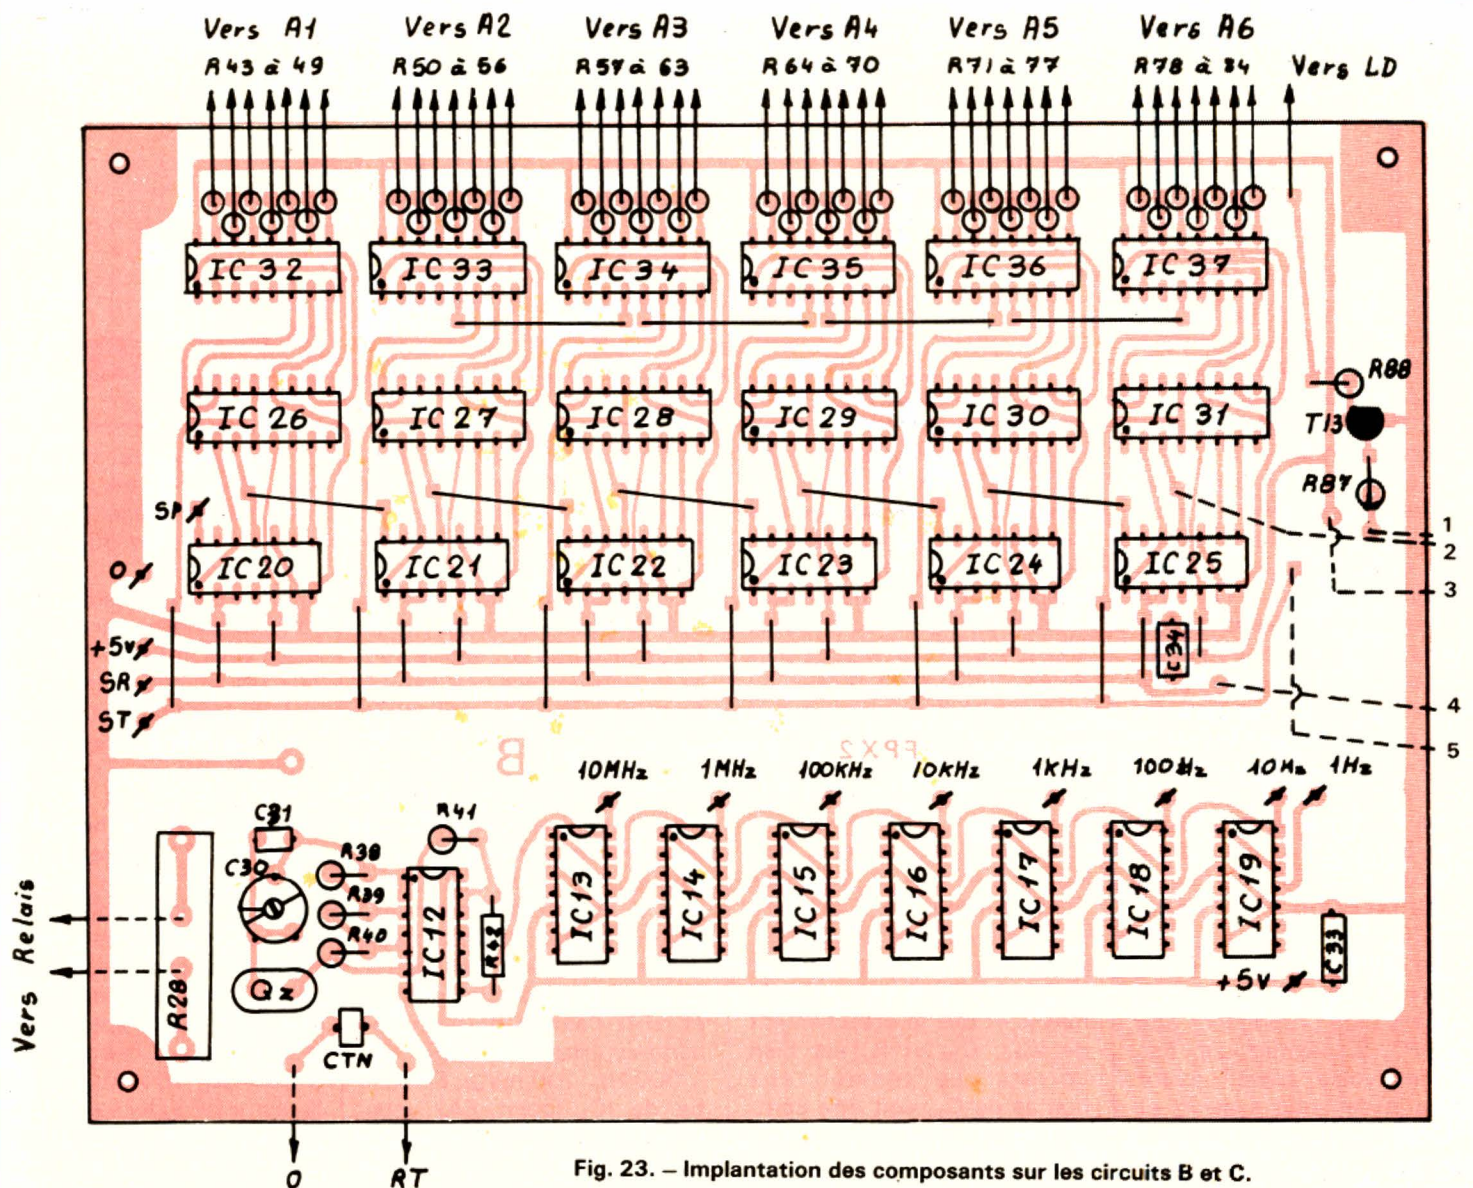 Vers A1 Vers A2 Vers A3 Vers A4 Vers A5 Vers A6
R43 à 49 R50 à 56 R57 à 63 R64 à 70 R71 à 77 R78 à 84 Vers LD
IC 32 IC 33 IC 34 IC 35 IC 36 IC 37
R88
IC 26 IC 27 IC 28 IC 29 IC 30 IC 31 T13
R87
SP
1
2
O IC 20 IC 21 IC 22 IC 23 IC 24 IC 25
3
+5v C34
SR
4
ST
B FPX2
5
10MHz 1MHz 100KHz 10KHz 1KHz 100Hz 10Hz 1Hz
C31 R41
C30 R38
R39
R40
IC12 R42 IC13 IC14 IC15 IC16 IC17 IC18 IC19 C33
Vers Relais
R28 Qz +5v
CTN
O RT
Fig. 23. – Implantation des composants sur les circuits B et C.